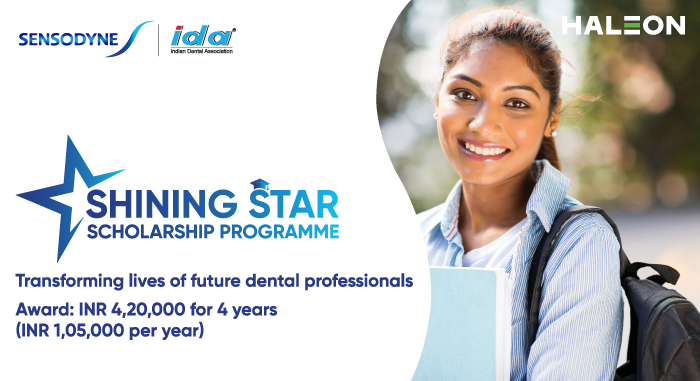 SENSODYNE
ida
Indian Dental Association
HALEON
SHINING STAR
SCHOLARSHIP PROGRAMME
Transforming lives of future dental professionals
Award: INR 4,20,000 for 4 years
(INR 1,05,000 per year)